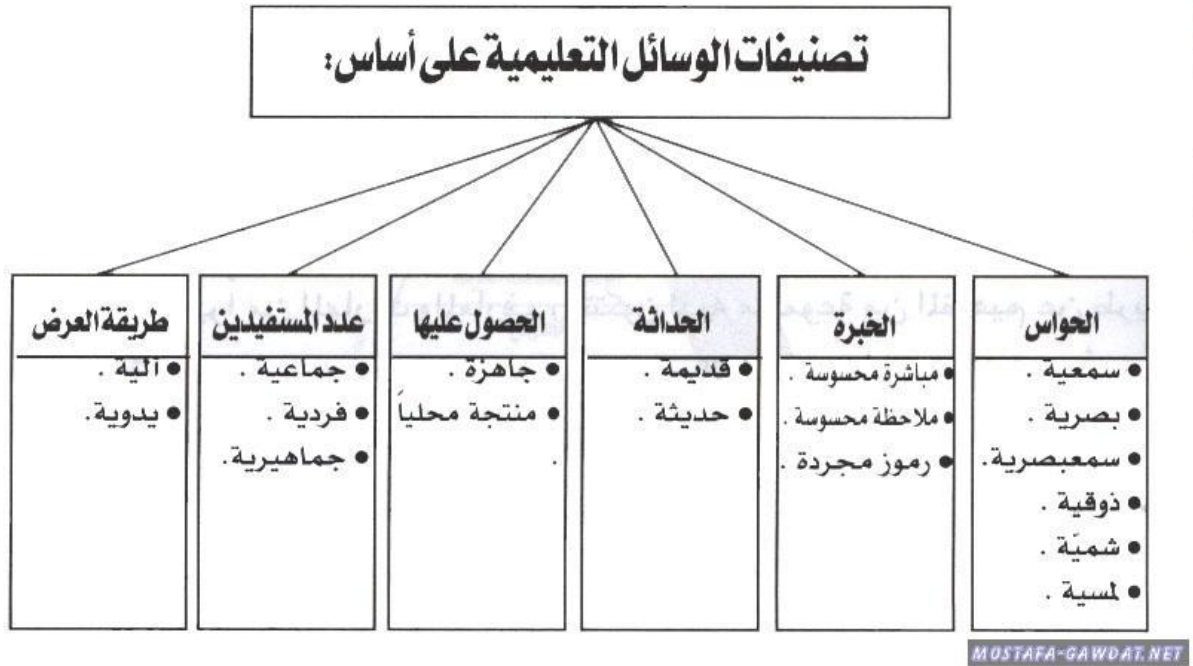 تصنيفات الوسائل التعليمية على أساس:
الحواس
• سمعية .
• بصرية .
• سمعبصرية.
• ذوقية .
• شميّة .
• لمسية .
الخبرة
• مباشرة محسوسة .
• ملاحظة محسوسة .
• رموز مجردة .
الحداثة
• قديمة .
• حديثة .
الحصول عليها
• جاهزة .
• منتجة محلياً
.
عدد المستفيدين
• جماعية .
• فردية .
• جماهيرية.
طريقة العرض
• آلية .
• يدوية.
MOSTAFA-GAWDAT.NET